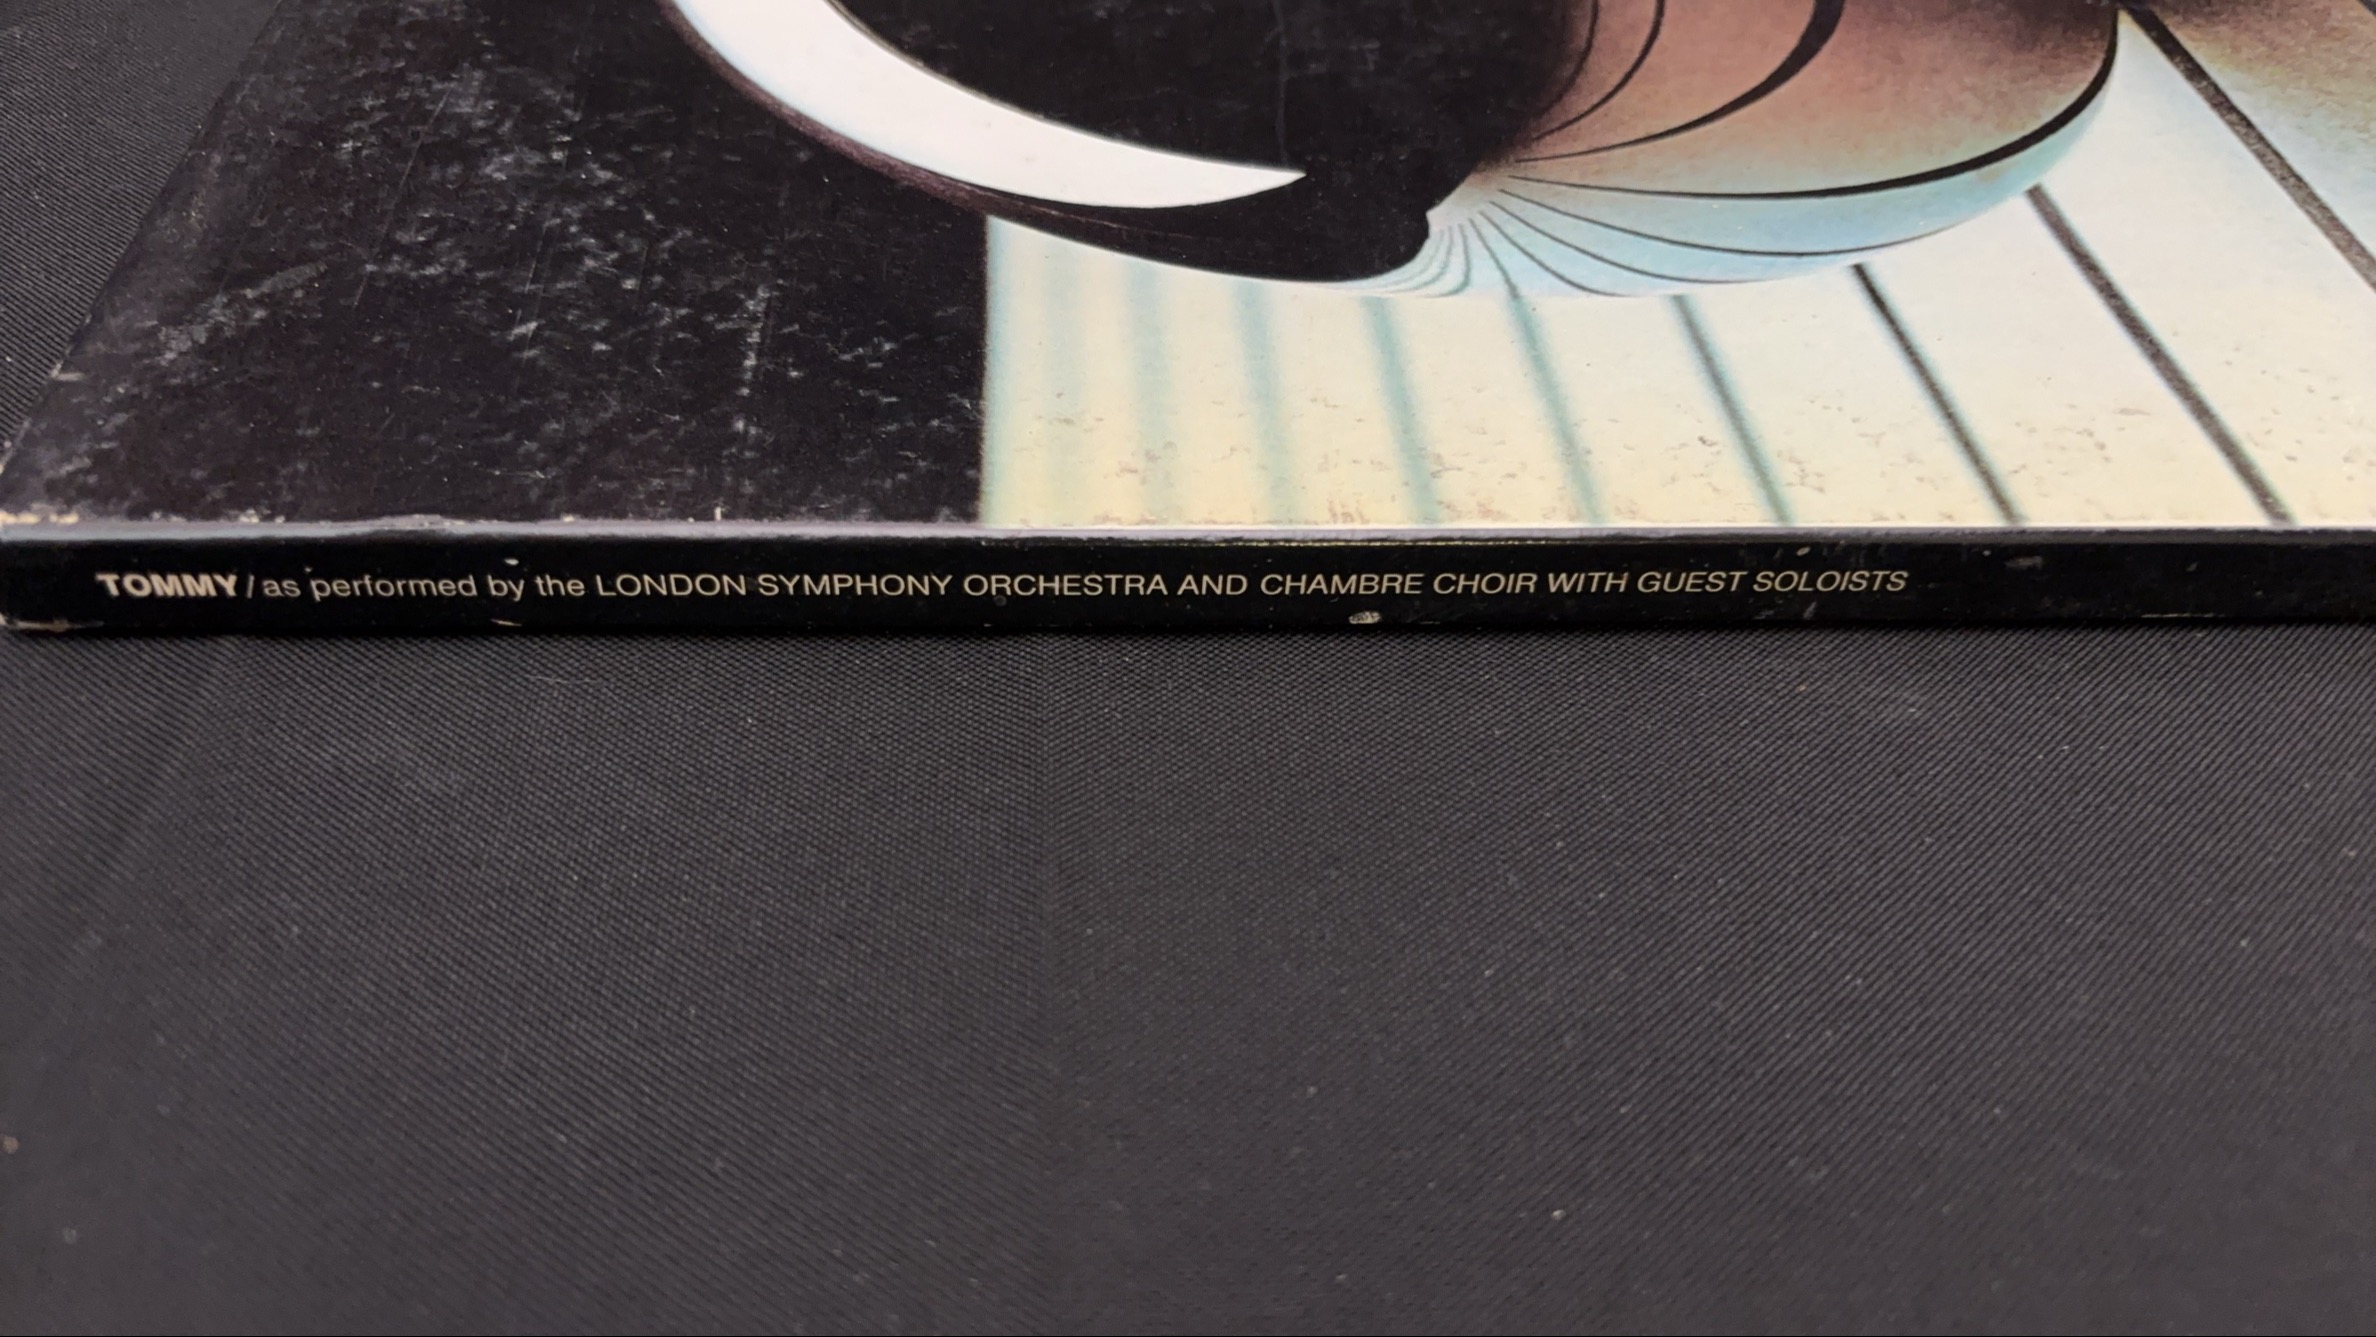 TOMMY / as performed by the LONDON SYMPHONY ORCHESTRA AND CHAMBRE CHOIR WITH GUEST SOLOISTS